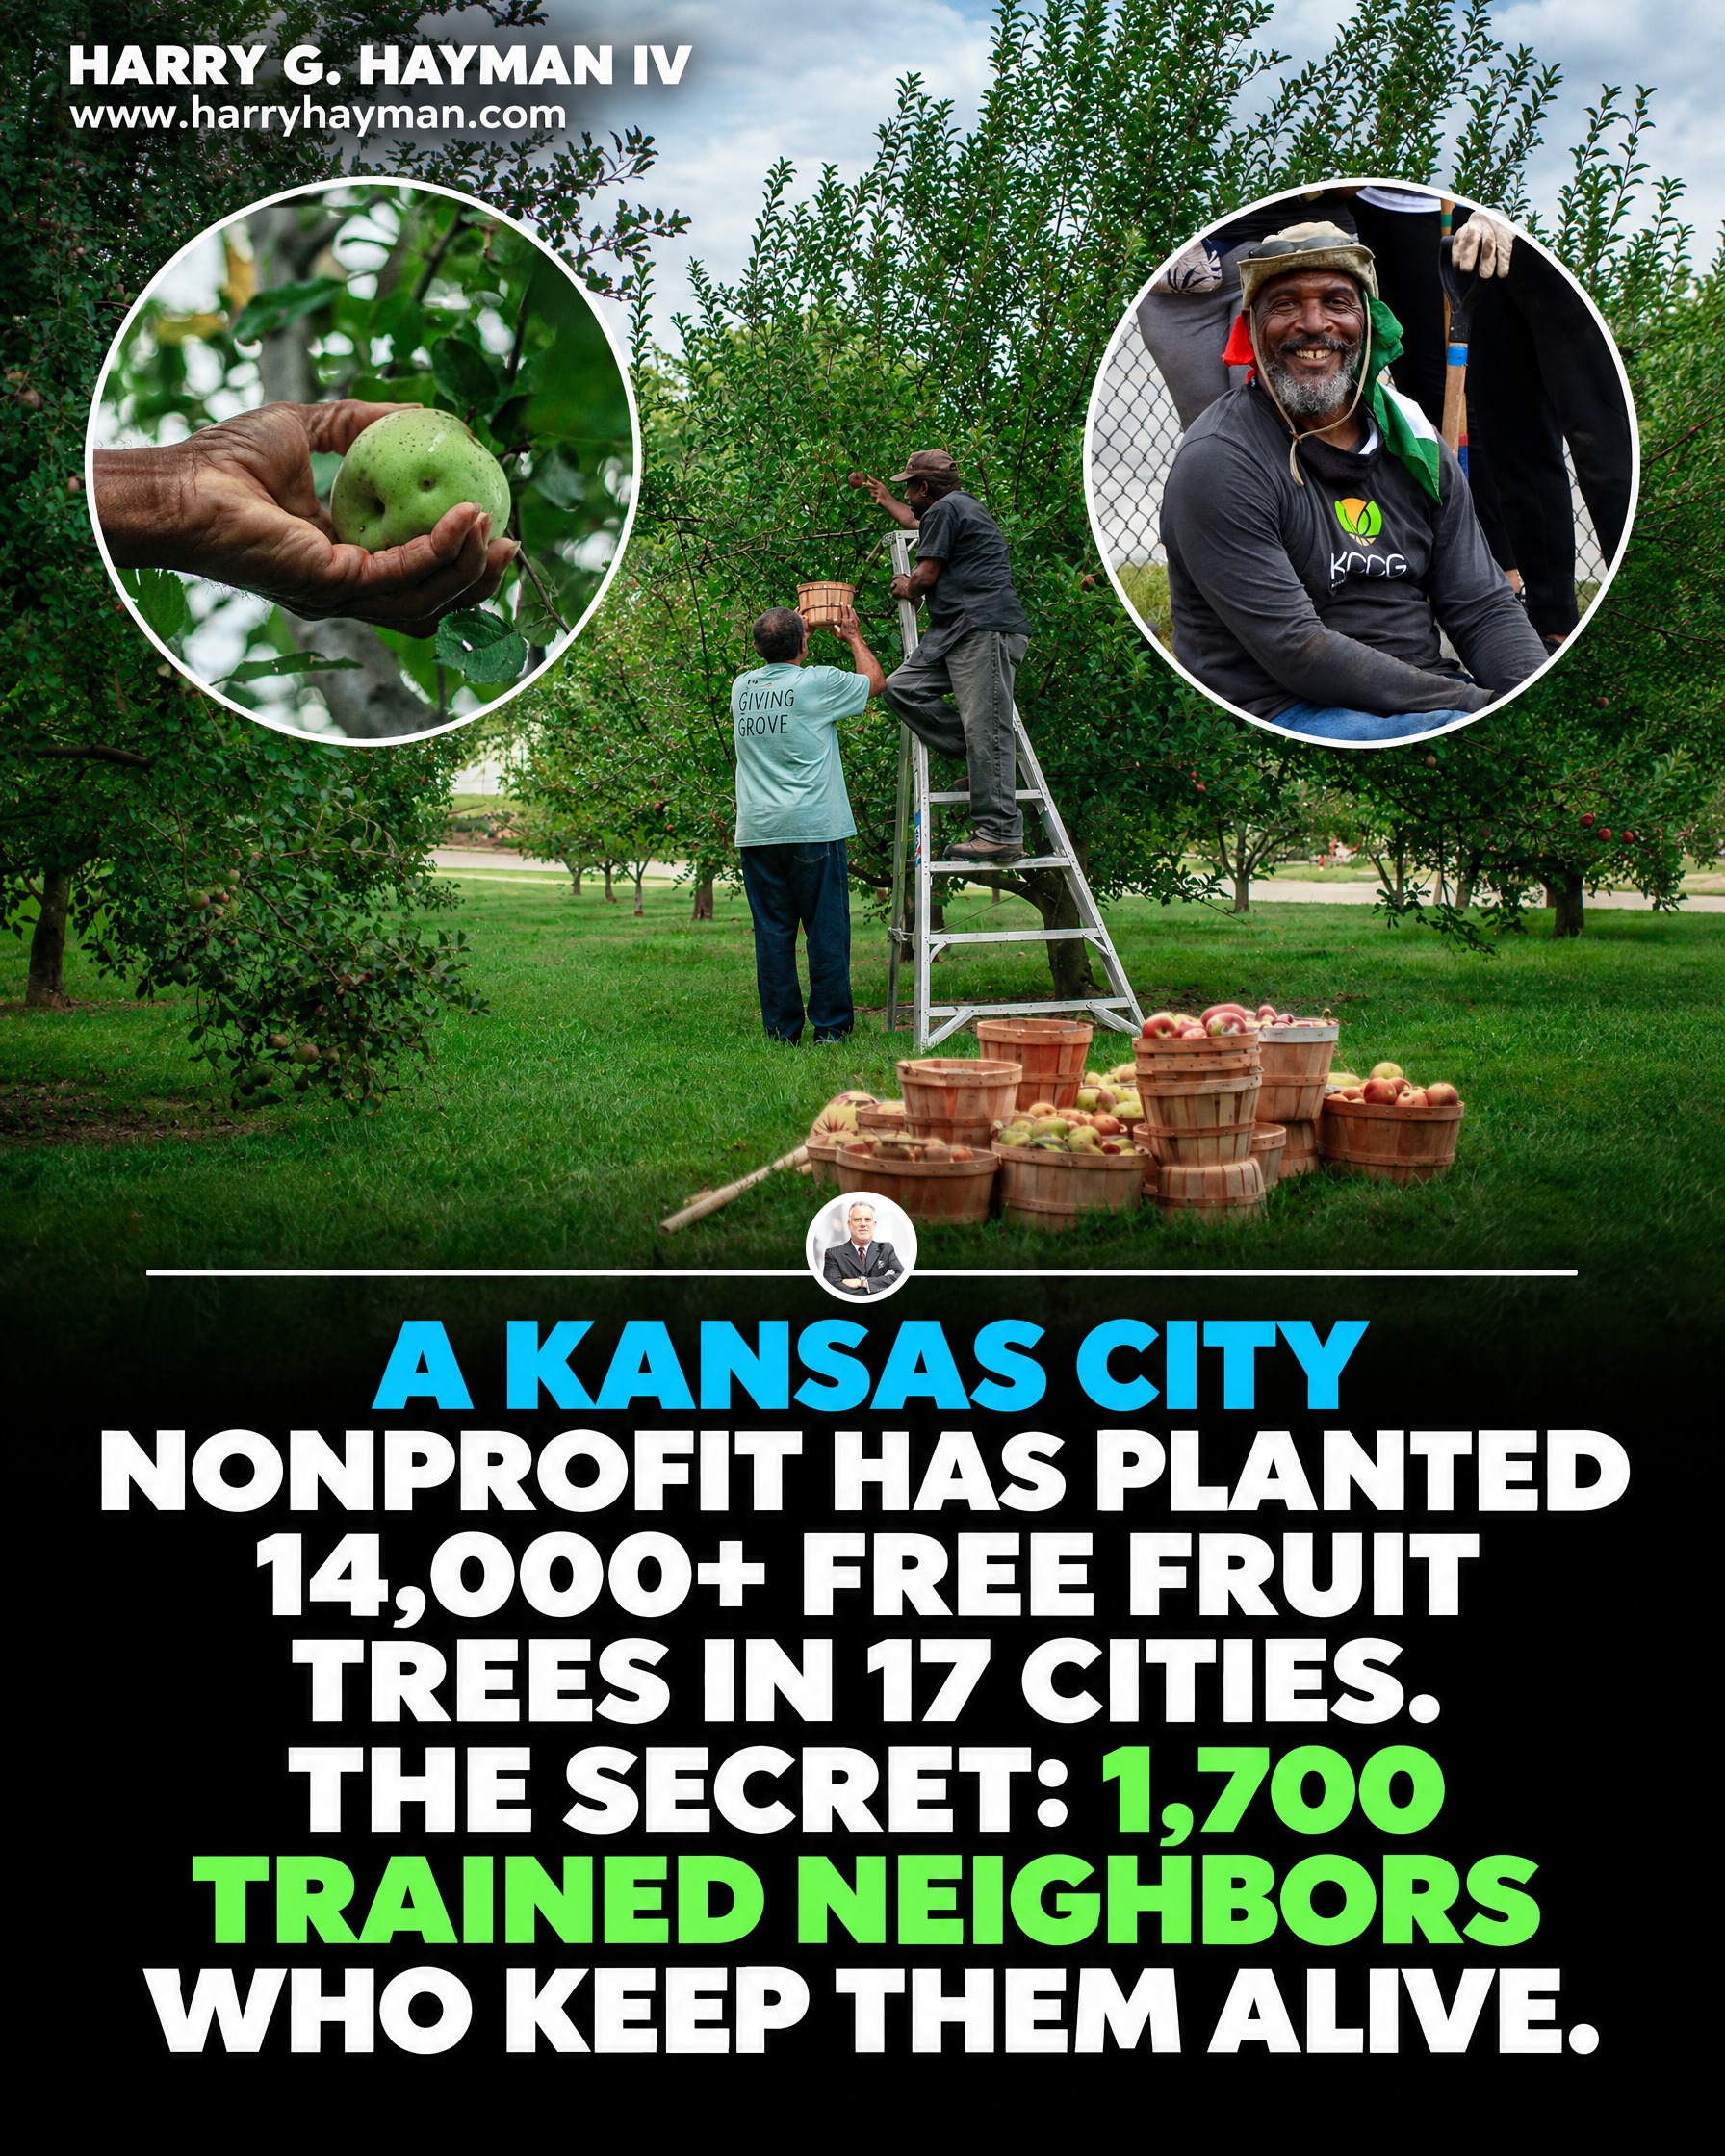 HARRY G. HAYMAN IV
www.harryhayman.com
GIVING
GROVE
KCCG
A KANSAS CITY
NONPROFIT HAS PLANTED
14,000+ FREE FRUIT
TREES IN 17 CITIES.
THE SECRET: 1,700
TRAINED NEIGHBORS
WHO KEEP THEM ALIVE.